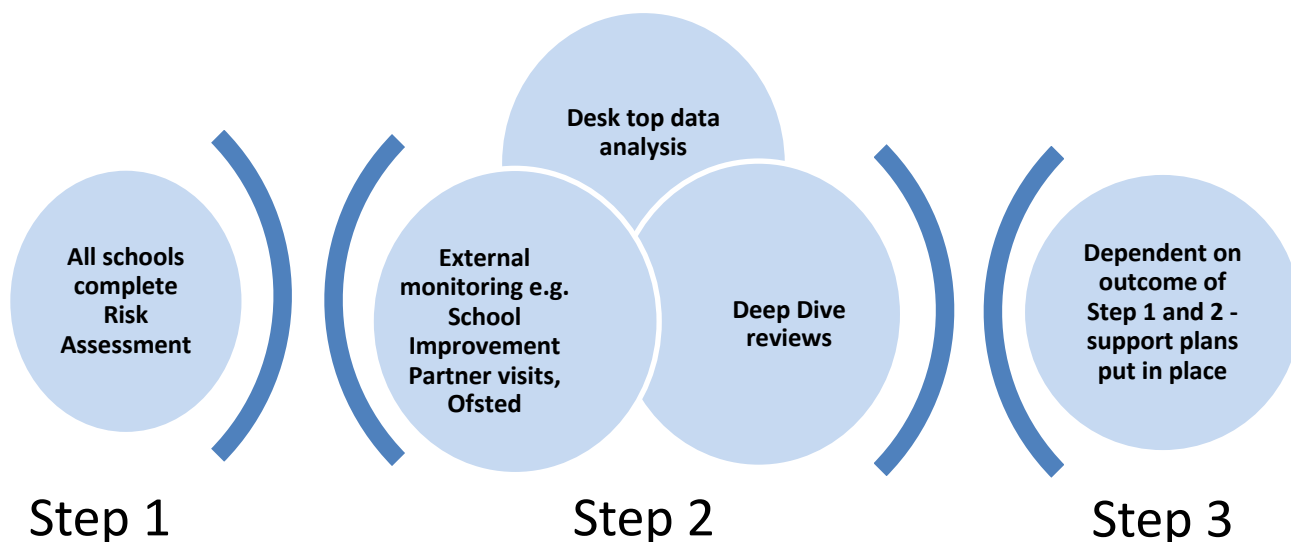 All schools
complete
Risk
Assessment
Desk top data
analysis
External
monitoring e.g.
School
Improvement
Partner visits,
Ofsted
Deep Dive
reviews
Dependent on
outcome of
Step 1 and 2 -
support plans
put in place
Step 1
Step 2
Step 3